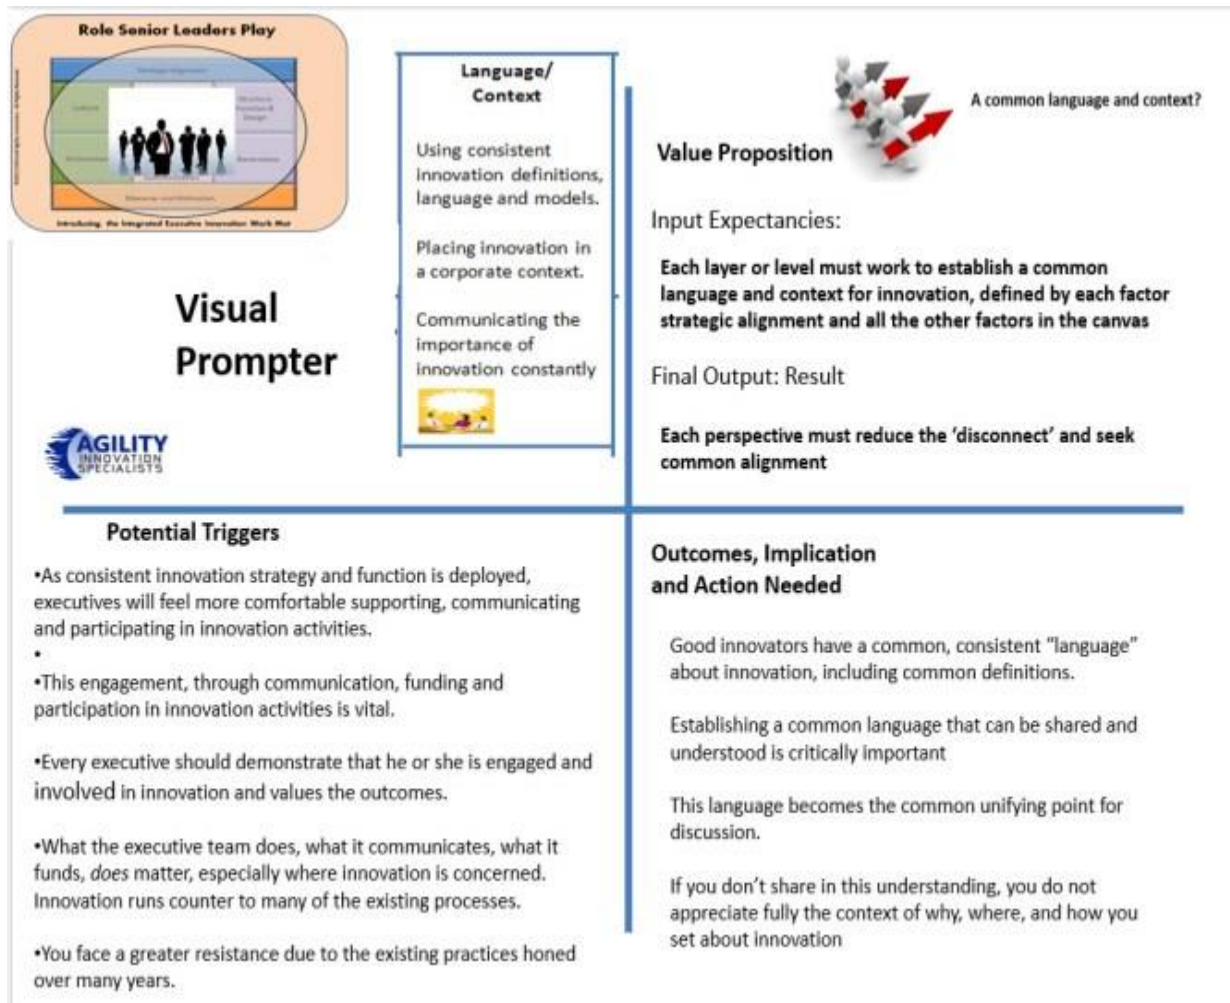 Role Senior Leaders Play
Introducing the Integrated Executive Innovation Work Mat
Language/
Context
Using consistent
innovation definitions,
language and models.
Placing innovation in
a corporate context.
Communicating the
importance of
innovation constantly
A common language and context?
Value Proposition
Input Expectancies:
Each layer or level must work to establish a common
language and context for innovation, defined by each factor
strategic alignment and all the other factors in the canvas
Final Output: Result
Each perspective must reduce the ‘disconnect’ and seek
common alignment
Visual
Prompter
AGILITY
INNOVATION
SPECIALISTS
Potential Triggers
•As consistent innovation strategy and function is deployed,
executives will feel more comfortable supporting, communicating
and participating in innovation activities.
•
•This engagement, through communication, funding and
participation in innovation activities is vital.
•Every executive should demonstrate that he or she is engaged and
involved in innovation and values the outcomes.
•What the executive team does, what it communicates, what it
funds, does matter, especially where innovation is concerned.
Innovation runs counter to many of the existing processes.
•You face a greater resistance due to the existing practices honed
over many years.
Outcomes, Implication
and Action Needed
Good innovators have a common, consistent “language”
about innovation, including common definitions.
Establishing a common language that can be shared and
understood is critically important
This language becomes the common unifying point for
discussion.
If you don’t share in this understanding, you do not
appreciate fully the context of why, where, and how you
set about innovation